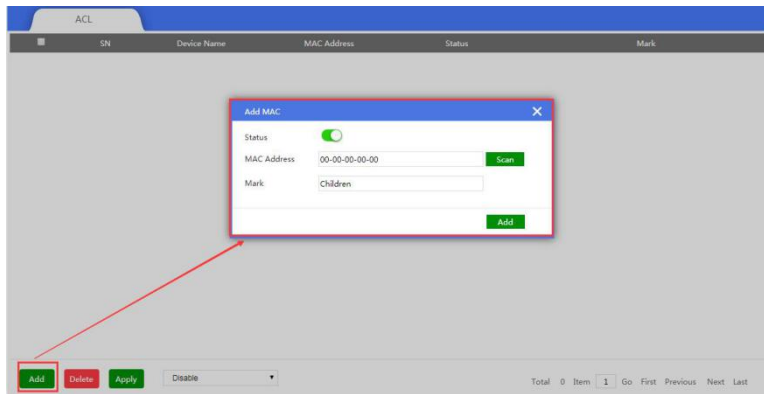 ACL
SN Device Name MAC Address Status Mark
Add MAC
Status
MAC Address 00-00-00-00-00 Scan
Mark Children
Add
Add Delete Apply Disable Total 0 Item 1 Go First Previous Next Last